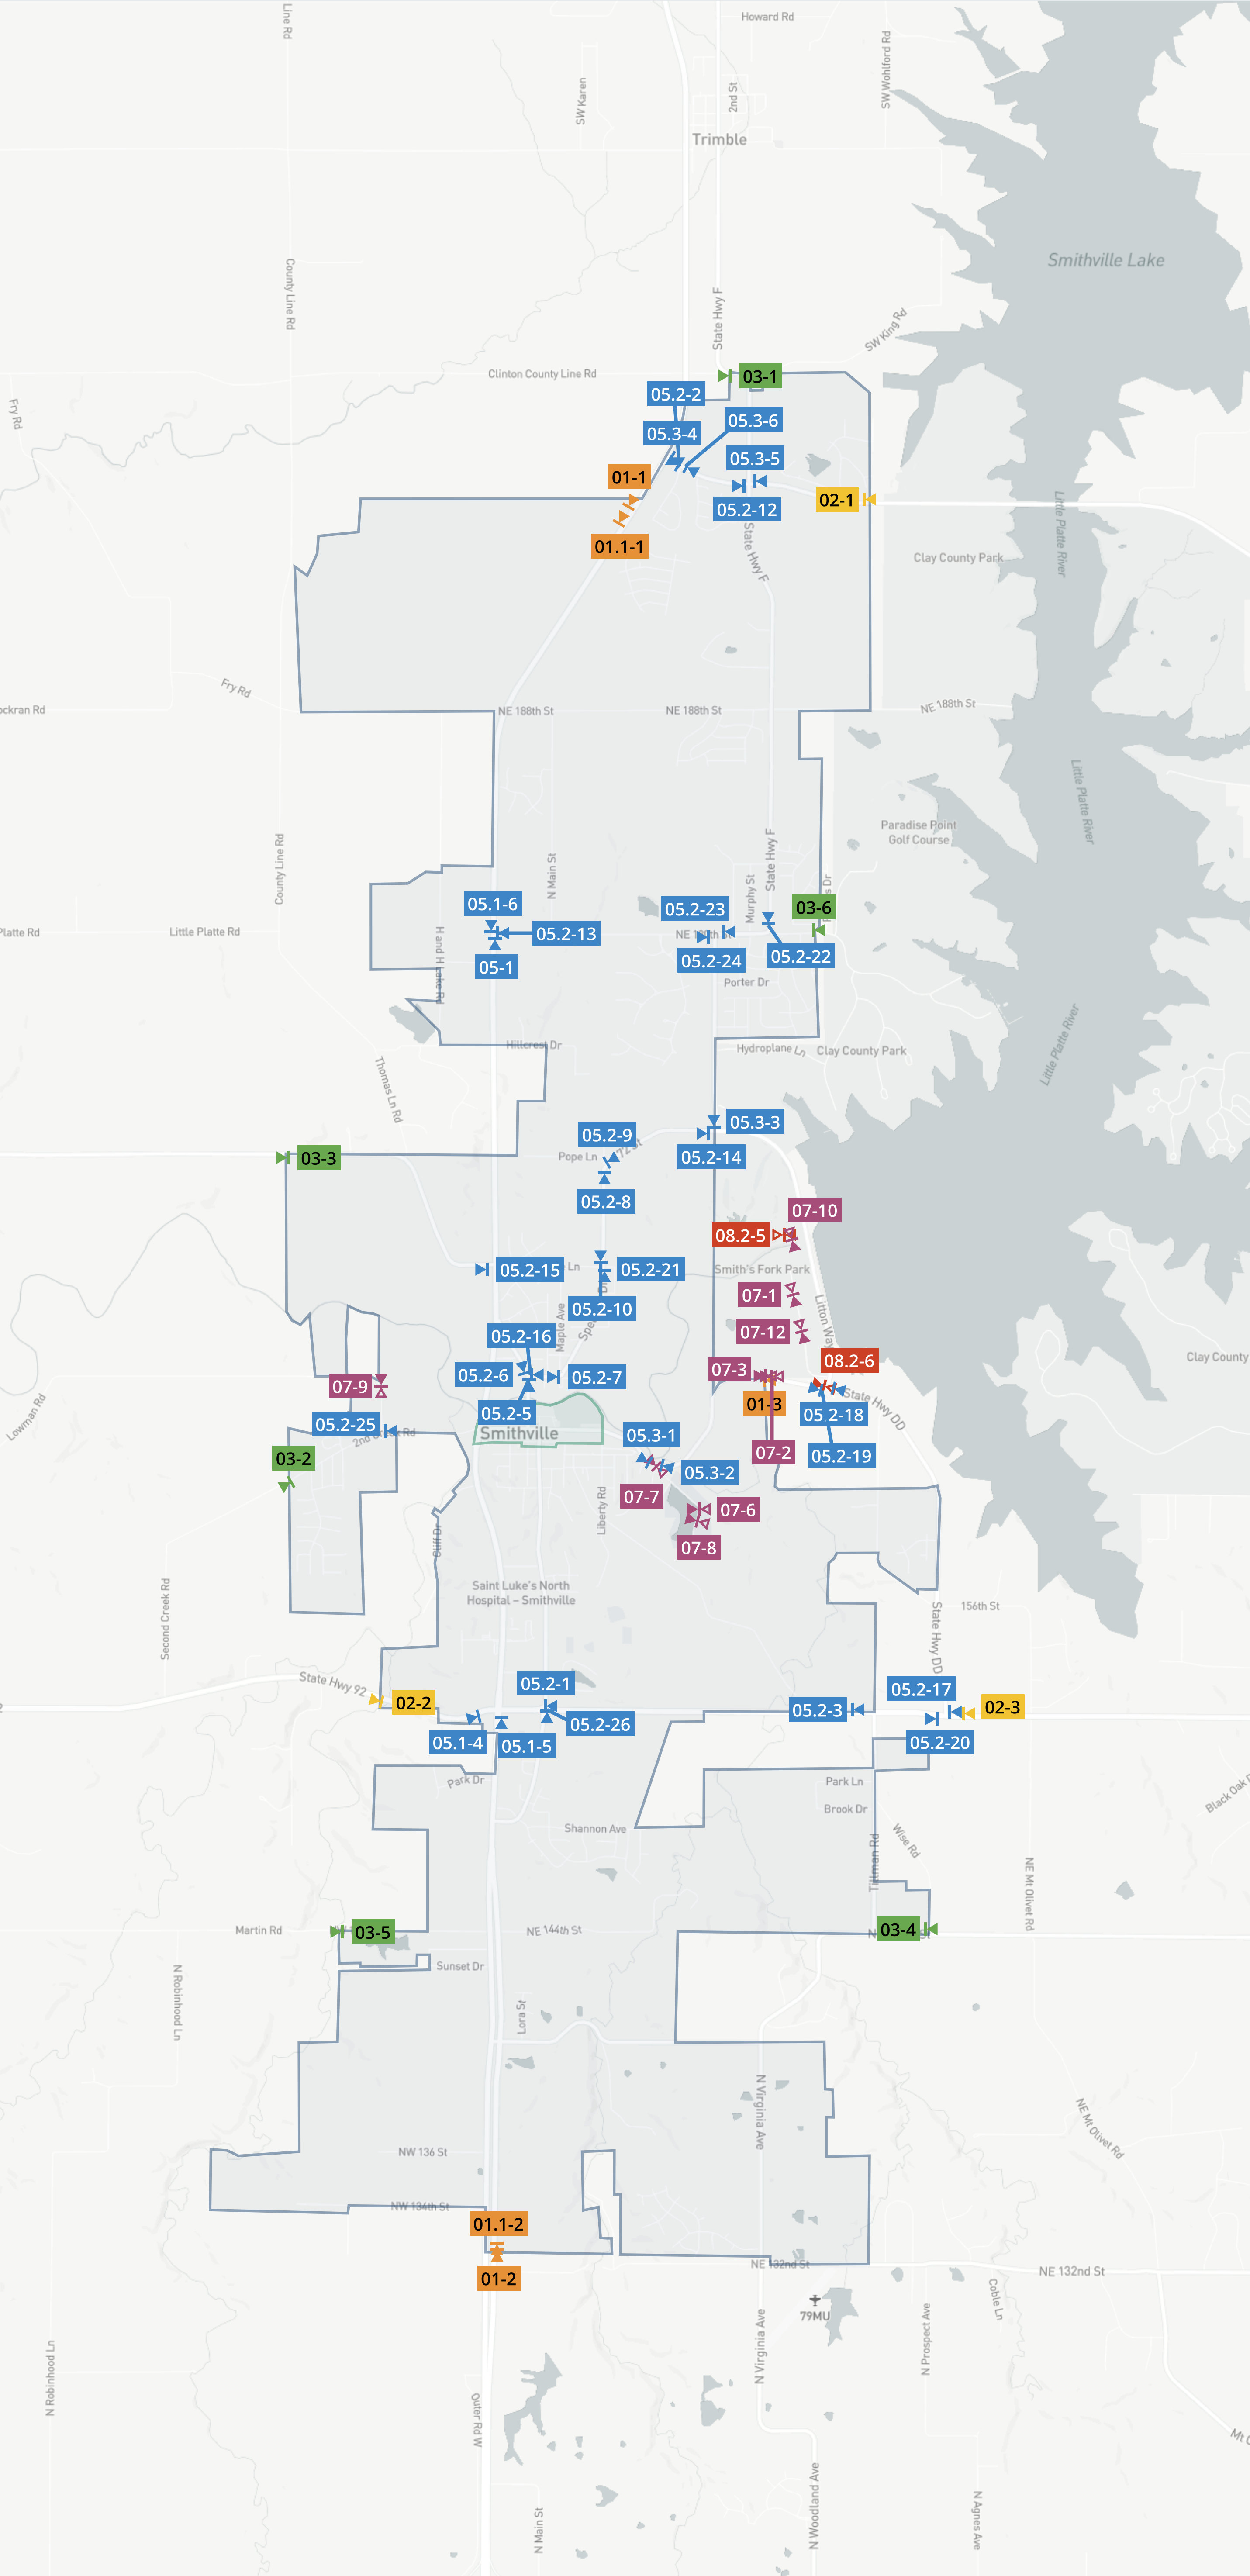 Line Rd
Howard Rd
SW Karen
2nd St
SW Wohlford Rd
Trimble
Smithville Lake
County Line Rd
State Hwy F
SW King Rd
Clinton County Line Rd
03-1
Fry Rd
05.2-2
05.3-6
05.3-4
05.3-5
01-1
02-1
05.2-12
Little Platte River
01.1-1
State Hwy F
Clay County Park
Fry Rd
ockran Rd
NE 188th St
NE 188th St
NE 188th St
Little Platte River
Paradise Point
Golf Course
County Line Rd
N Main St
State Hwy F
Murphy St
05.1-6
05.2-23
03-6
Platte Rd
Little Platte Rd
05.2-13
H and H Lake Rd
05.2-24
05.2-22
05-1
Porter Dr
Little Platte River
Hillcrest Dr
Hydroplane Ln
Clay County Park
Thomas Ln Rd
05.3-3
05.2-9
03-3
Pope Ln
05.2-14
05.2-8
07-10
08.2-5
05.2-15
Ln
05.2-21
Smith's Fork Park
07-1
05.2-10
Maple Ave
Litton Way
05.2-16
07-12
08.2-6
Clay County
05.2-6
05.2-7
07-3
07-9
01-3
05.2-5
05.2-18
State Hwy DD
Lowman Rd
05.2-25
Smithville
05.3-1
07-2
05.2-19
03-2
05.3-2
07-7
Liberty Rd
07-6
Cliff Dr
07-8
Saint Luke's North
Hospital – Smithville
Second Creek Rd
156th St
State Hwy DD
State Hwy 92
05.2-1
05.2-17
02-2
05.2-3
02-3
05.2-26
05.1-4
05.1-5
05.2-20
Park Dr
Park Ln
Brook Dr
Black Oak
Shannon Ave
Wise Rd
Tillman Rd
NE Mt Olivet Rd
Martin Rd
03-5
NE 144th St
03-4
Sunset Dr
N Robinhood Ln
Lora St
N Virginia Ave
NE Mt Olivet Rd
NW 136 St
NW 134th St
01.1-2
NE 132nd St
NE 132nd St
01-2
Coble Ln
79MU
N Virginia Ave
N Prospect Ave
N Robinhood Ln
Outer Rd W
N Main St
N Woodland Ave
N Agnes Ave